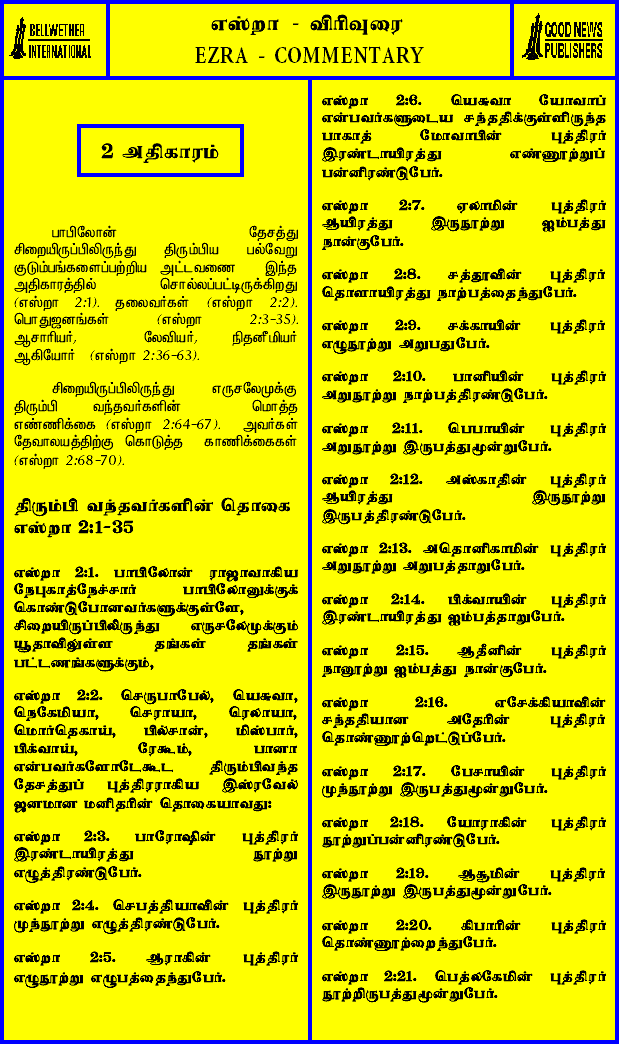 BELLWETHER
INTERNATIONAL
எஸ்றா - விரிவுரை
EZRA - COMMENTARY
GOOD NEWS
PUBLISHERS
2 அதிகாரம்
பாபிலோன் தேசத்து
சிறையிருப்பிலிருந்து திரும்பிய பல்வேறு
குடும்பங்களைப்பற்றிய அட்டவணை இந்த
அதிகாரத்தில் சொல்லப்பட்டிருக்கிறது
(எஸ்றா 2:1). தலைவர்கள் (எஸ்றா 2:2).
பொதுஜனங்கள் (எஸ்றா 2:3-35).
ஆசாரியர், லேவியர், நிதனீமியர்
ஆகியோர் (எஸ்றா 2:36-63).
சிறையிருப்பிலிருந்து எருசலேமுக்கு
திரும்பி வந்தவர்களின் மொத்த
எண்ணிக்கை (எஸ்றா 2:64-67). அவர்கள்
தேவாலயத்திற்கு கொடுத்த காணிக்கைகள்
(எஸ்றா 2:68-70).
திரும்பி வந்தவர்களின் தொகை
எஸ்றா 2:1-35
எஸ்றா 2:1. பாபிலோன் ராஜாவாகிய
நேபுகாத்நேச்சார் பாபிலோனுக்குக்
கொண்டுபோனவர்களுக்குள்ளே,
சிறையிருப்பிலிருந்து எருசலேமுக்கும்
யூதாவிலுள்ள தங்கள் தங்கள்
பட்டணங்களுக்கும்,
எஸ்றா 2:2. செருபாபேல், யெசுவா,
நெகேமியா, செராயா, ரெலாயா,
மொர்தெகாய், பில்சான், மிஸ்பார்,
பிக்வாய், ரேகூம், பானா
என்பவர்களோடேகூட திரும்பிவந்த
தேசத்துப் புத்திரராகிய இஸ்ரவேல்
ஜனமான மனிதரின் தொகையாவது:
எஸ்றா 2:3. பாரோஷின் புத்திரர்
இரண்டாயிரத்து நூற்று
எழுத்திரண்டுபேர்.
எஸ்றா 2:4. செபத்தியாவின் புத்திரர்
முந்நூற்று எழுத்திரண்டுபேர்.
எஸ்றா 2:5. ஆராகின் புத்திரர்
எழுநூற்று எழுபத்தைந்துபேர்.
எஸ்றா 2:6. யெசுவா யோவாப்
என்பவர்களுடைய சந்ததிக்குள்ளிருந்த
பாகாத் மோவாபின் புத்திரர்
இரண்டாயிரத்து எண்ணூற்றுப்
பன்னிரண்டுபேர்.
எஸ்றா 2:7. ஏலாமின் புத்திரர்
ஆயிரத்து இருநூற்று ஐம்பத்து
நான்குபேர்.
எஸ்றா 2:8. சத்தூவின் புத்திரர்
தொளாயிரத்து நாற்பத்தைந்துபேர்.
எஸ்றா 2:9. சக்காயின் புத்திரர்
எழுநூற்று அறுபதுபேர்.
எஸ்றா 2:10. பானியின் புத்திரர்
அறுநூற்று நாற்பத்திரண்டுபேர்.
எஸ்றா 2:11. பெபாயின் புத்திரர்
அறுநூற்று இருபத்துமூன்றுபேர்.
எஸ்றா 2:12. அஸ்காதின் புத்திரர்
ஆயிரத்து இருநூற்று
இருபத்திரண்டுபேர்.
எஸ்றா 2:13. அதொனிகாமின் புத்திரர்
அறுநூற்று அறுபத்தாறுபேர்.
எஸ்றா 2:14. பிக்வாயின் புத்திரர்
இரண்டாயிரத்து ஐம்பத்தாறுபேர்.
எஸ்றா 2:15. ஆதீனின் புத்திரர்
நானூற்று ஐம்பத்து நான்குபேர்.
எஸ்றா 2:16. எசேக்கியாவின்
சந்ததியான அதேரின் புத்திரர்
தொண்ணூற்றெட்டுப்பேர்.
எஸ்றா 2:17. பேசாயின் புத்திரர்
முந்நூற்று இருபத்துமூன்றுபேர்.
எஸ்றா 2:18. யோராகின் புத்திரர்
நூற்றுப்பன்னிரண்டுபேர்.
எஸ்றா 2:19. ஆசூமின் புத்திரர்
இருநூற்று இருபத்துமூன்றுபேர்.
எஸ்றா 2:20. கிபாரின் புத்திரர்
தொண்ணூற்றைந்துபேர்.
எஸ்றா 2:21. பெத்லகேமின் புத்திரர்
நூற்றிருபத்துமூன்றுபேர்.